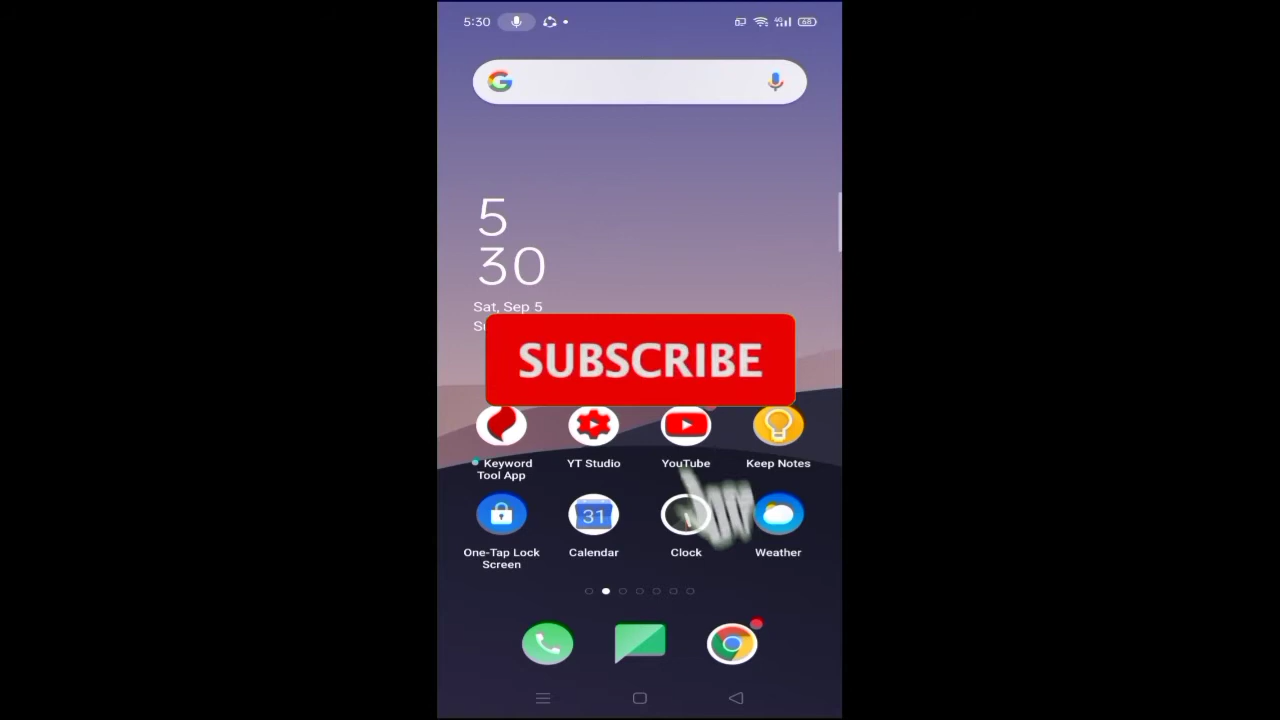 5:30
4G
5
30
Sat, Sep 5
SUBSCRIBE
Keyword
Tool App
YT Studio
YouTube
Keep Notes
One-Tap Lock
Screen
31
Calendar
Clock
Weather